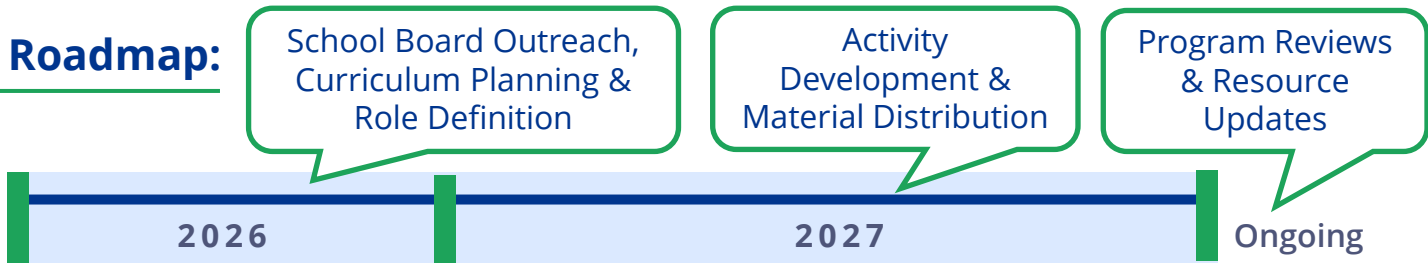 Roadmap:
School Board Outreach,
Curriculum Planning &
Role Definition
Activity
Development &
Material Distribution
Program Reviews
& Resource
Updates
2026
2027
Ongoing